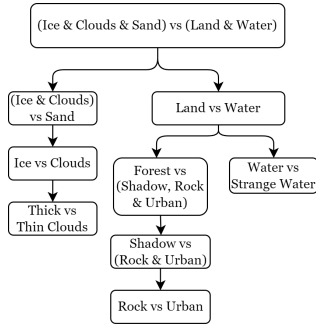 (Ice & Clouds & Sand) vs (Land & Water)
(Ice & Clouds)
vs Sand
Land vs Water
Ice vs Clouds
Forest vs
(Shadow, Rock
& Urban)
Water vs
Strange Water
Thick vs
Thin Clouds
Shadow vs
(Rock & Urban)
Rock vs Urban